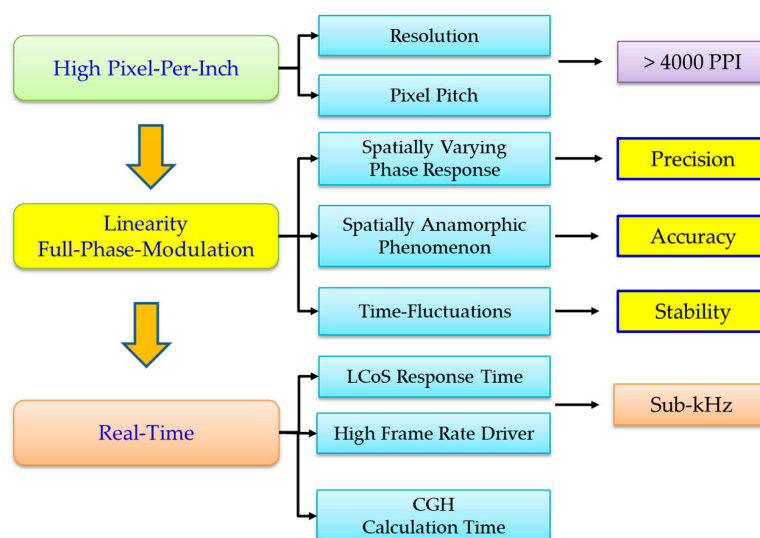 High Pixel-Per-Inch
Resolution
Pixel Pitch
> 4000 PPI
Linearity
Full-Phase-Modulation
Spatially Varying
Phase Response
Precision
Spatially Anamorphic
Phenomenon
Accuracy
Time-Fluctuations
Stability
Real-Time
LCoS Response Time
High Frame Rate Driver
Sub-kHz
CGH
Calculation Time